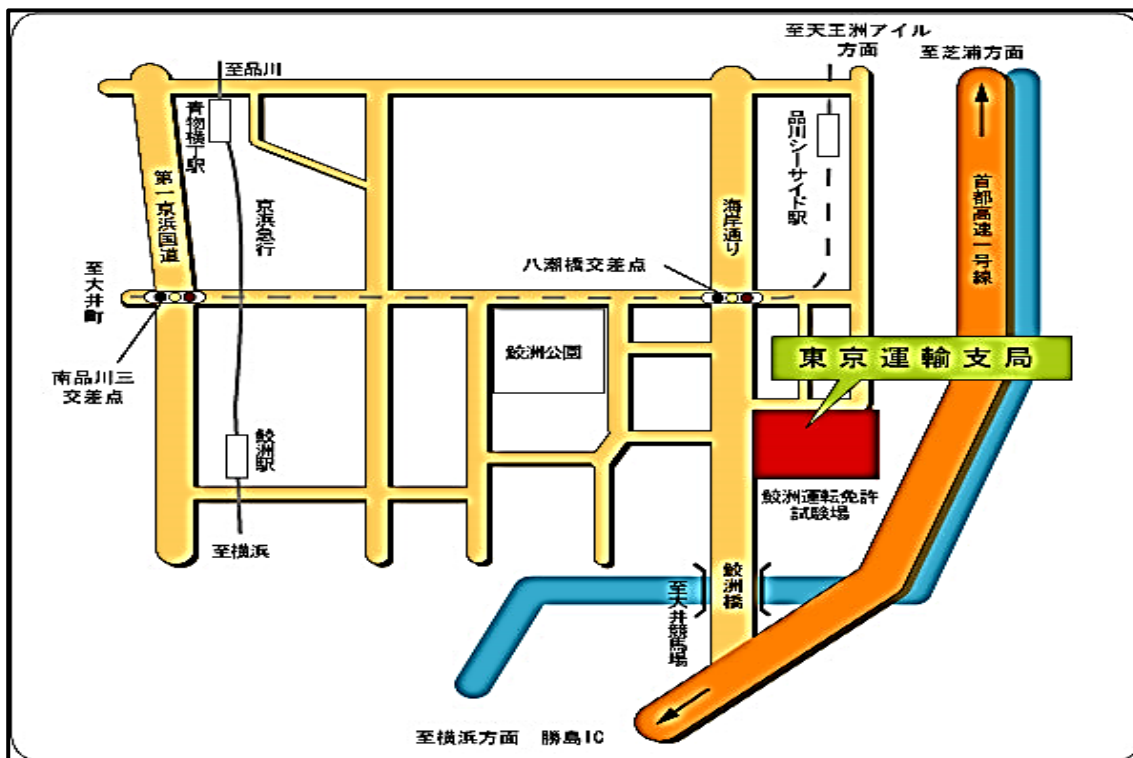 至天王洲アイル
方面
至芝浦方面
至品川
青物横丁駅
品川シーサイド駅
第一京浜国道
京浜急行
海岸通り
首都高速一号線
至大井町
八潮橋交差点
鮫洲公園
東京運輸支局
南品川三
交差点
鮫洲駅
鮫洲運転免許
試験場
至横浜
鮫洲橋
至大井競馬場
至横浜方面 勝島IC